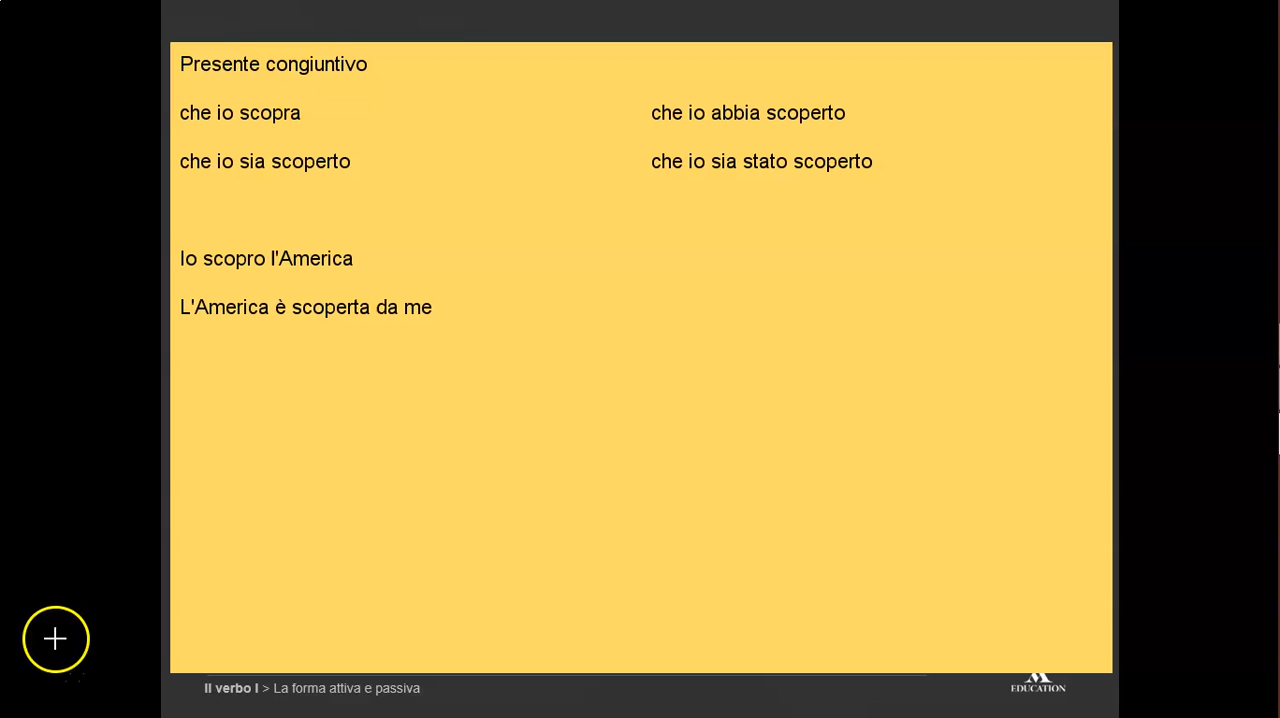 Presente congiuntivo
che io scopra che io abbia scoperto
che io sia scoperto che io sia stato scoperto
Io scopro l'America
L'America è scoperta da me
Il verbo I > La forma attiva e passiva
EDUCATION